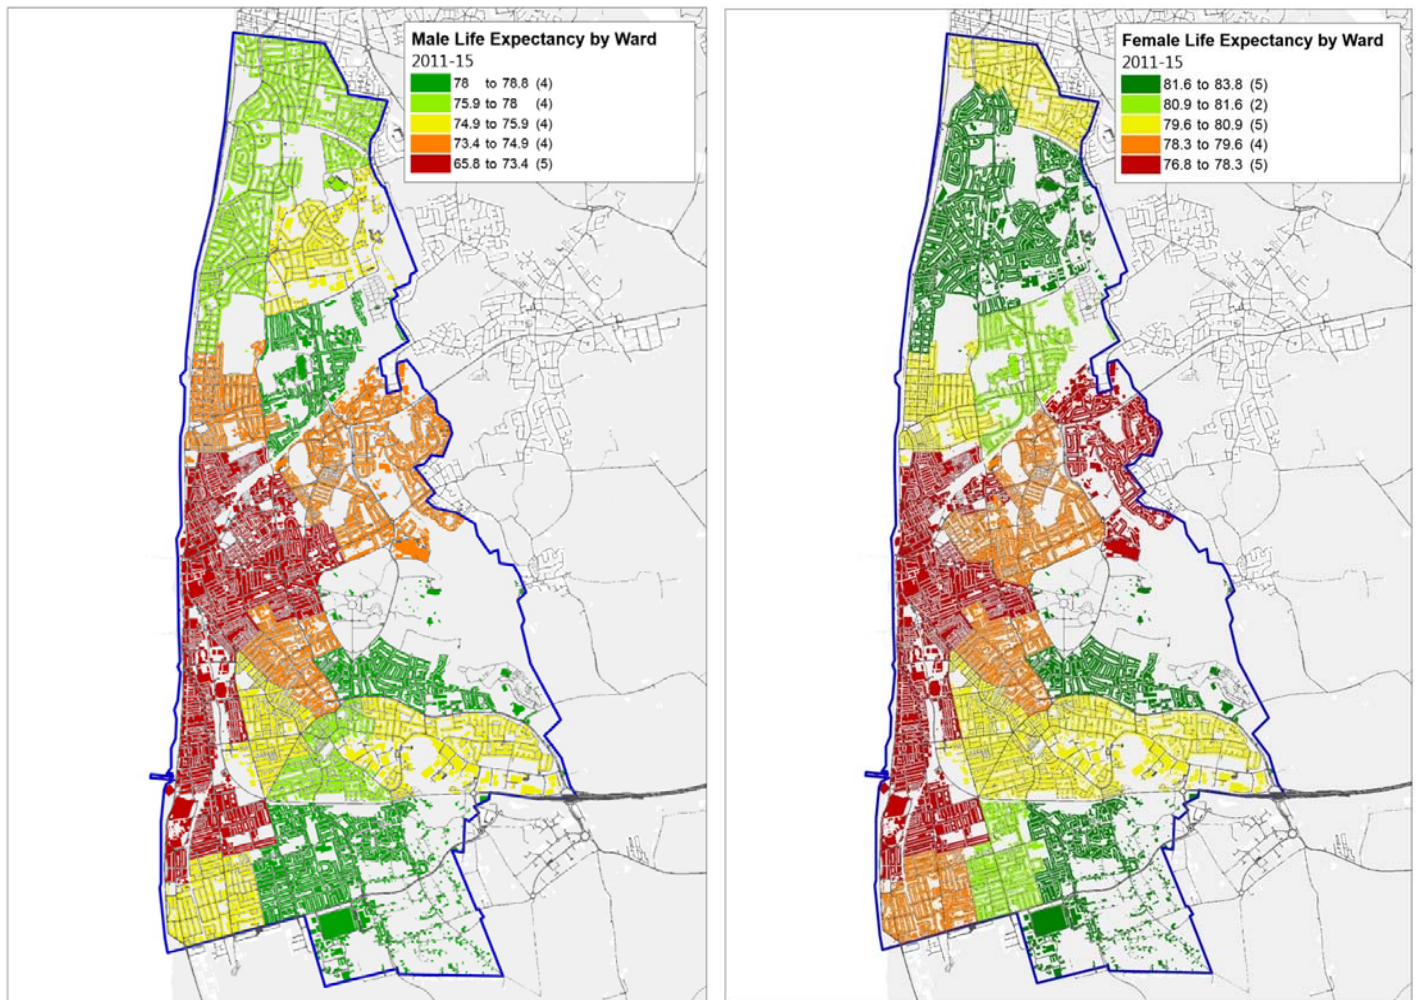 Male Life Expectancy by Ward
2011-15
78 to 78.8 (4)
75.9 to 78 (4)
74.9 to 75.9 (4)
73.4 to 74.9 (4)
65.8 to 73.4 (5)
Female Life Expectancy by Ward
2011-15
81.6 to 83.8 (5)
80.9 to 81.6 (2)
79.6 to 80.9 (5)
78.3 to 79.6 (4)
76.8 to 78.3 (5)